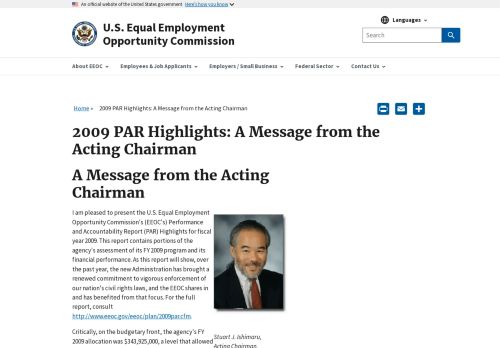 An official website of the United States government Here's how you know
U.S. Equal Employment
Opportunity Commission
Languages
Search
About EEOC
Employees & Job Applicants
Employers / Small Business
Federal Sector
Contact Us
Home » 2009 PAR Highlights: A Message from the Acting Chairman
2009 PAR Highlights: A Message from the
Acting Chairman
A Message from the Acting
Chairman
I am pleased to present the U.S. Equal Employment
Opportunity Commission's (EEOC's) Performance
and Accountability Report (PAR) Highlights for fiscal
year 2009. This report contains portions of the
agency's assessment of its FY 2009 program and its
financial performance. As this report will show, over
the past year, the new Administration has brought a
renewed commitment to vigorous enforcement of
our nation's civil rights laws, and the EEOC shares in
and has benefited from that focus. For the full
report, consult
http://www.eeoc.gov/eeoc/plan/2009parcfm.
Critically, on the budgetary front, the agency's FY
2009 allocation was $343,925,000, a level that allowed
Stuart J. Ishimaru,
Acting Chairman